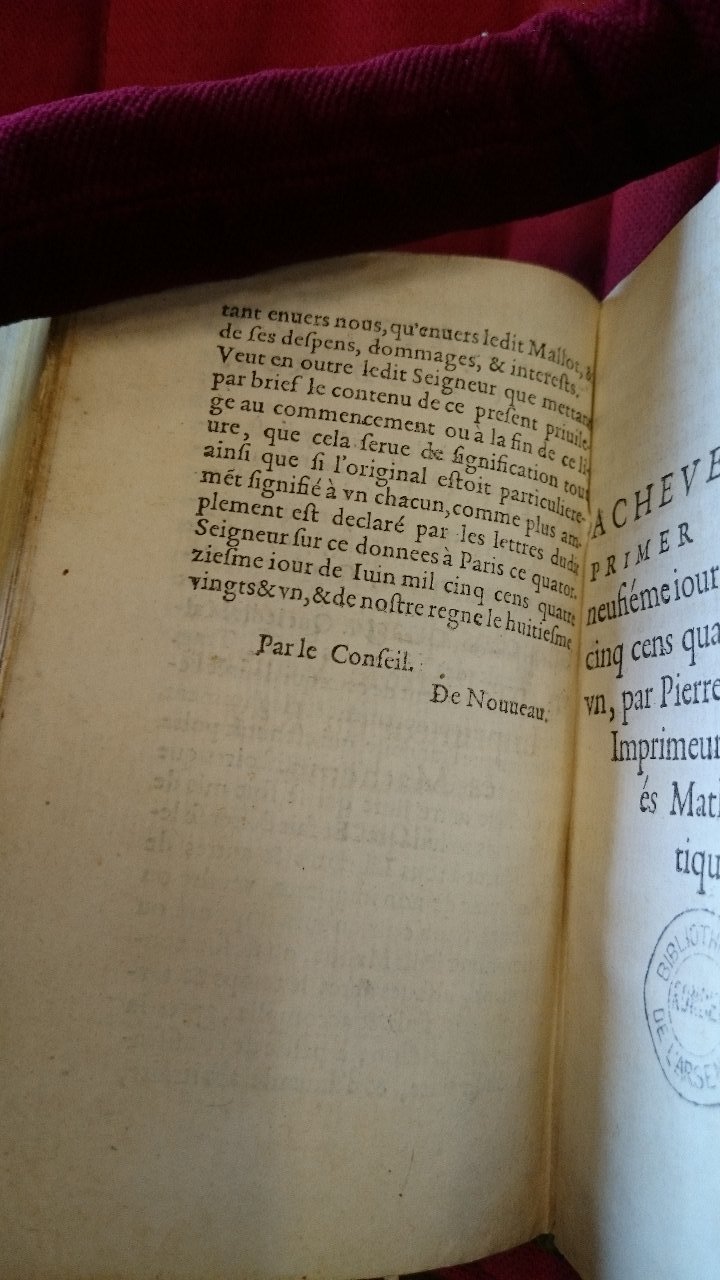 tant enuers nous, qu'enuers ledit Mallot, &
de ſes deſpens, dommages, & intereſts.
Veut en outre ledit Seigneur que mettant
par brief le contenu de ce preſent priuile-
ge au commencement ou à la fin de ce li-
ure, que cela ſerue de ſignification tout
ainſi que ſi l'original eſtoit particuliere-
mét ſignifié à vn chacun, comme plus am-
plement eſt declaré par les lettres dudit
Seigneur ſur ce donnees à Paris ce quator-
zieſme iour de Iuin mil cinq cens quatre
vingts & vn, & de noſtre regne le huitieſme
Par le Conſeil.
De Nouueau.
ACHEVE
PRIMER
neufiéme iour
cinq cens qua
vn, par Pierre
Imprimeur
és Mat
tiqu
BIBLIOTH
DE L'ARSEN